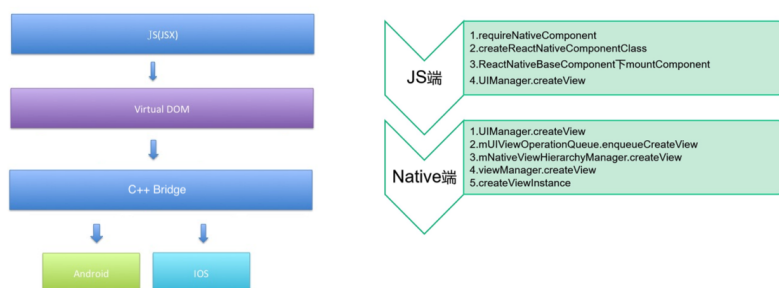 JS(JSX)
Virtual DOM
C++ Bridge
Android
IOS
JS端
1.requireNativeComponent
2.createReactNativeComponentClass
3.ReactNativeBaseComponent下mountComponent
4.UIManager.createView
Native端
1.UIManager.createView
2.mUIViewOperationQueue.enqueueCreateView
3.mNativeViewHierarchyManager.createView
4.viewManager.createView
5.createViewInstance